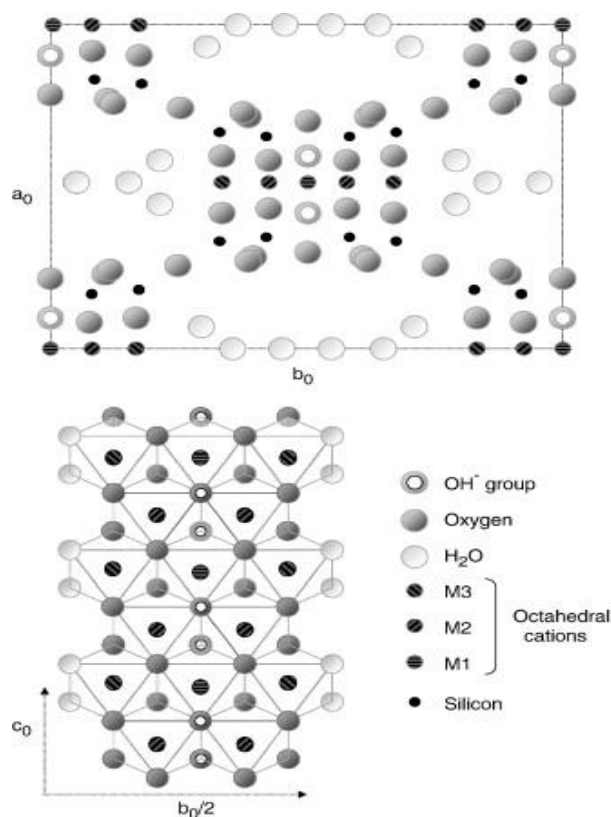 a₀
b₀
c₀
b₀/2
OH⁻ group
Oxygen
H₂O
M3
M2
M1
Octahedral
cations
Silicon